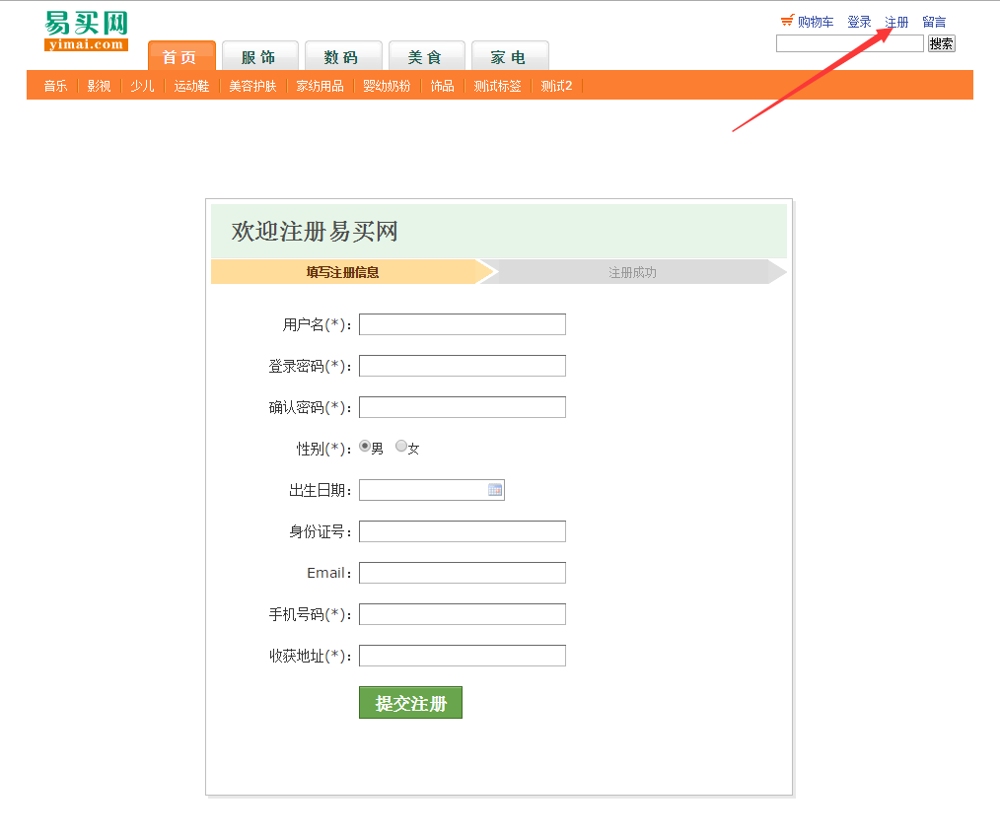 易买网
yimai.com
购物车 登录 注册 留言
搜索
首页 服饰 数码 美食 家电
音乐 影视 少儿 运动鞋 美容护肤 家纺用品 婴幼奶粉 饰品 测试标签 测试2
欢迎注册易买网
填写注册信息 注册成功
用户名(*)：
登录密码(*)：
确认密码(*)：
性别(*)： 男 女
出生日期：
身份证号：
Email：
手机号码(*)：
收获地址(*)：
提交注册